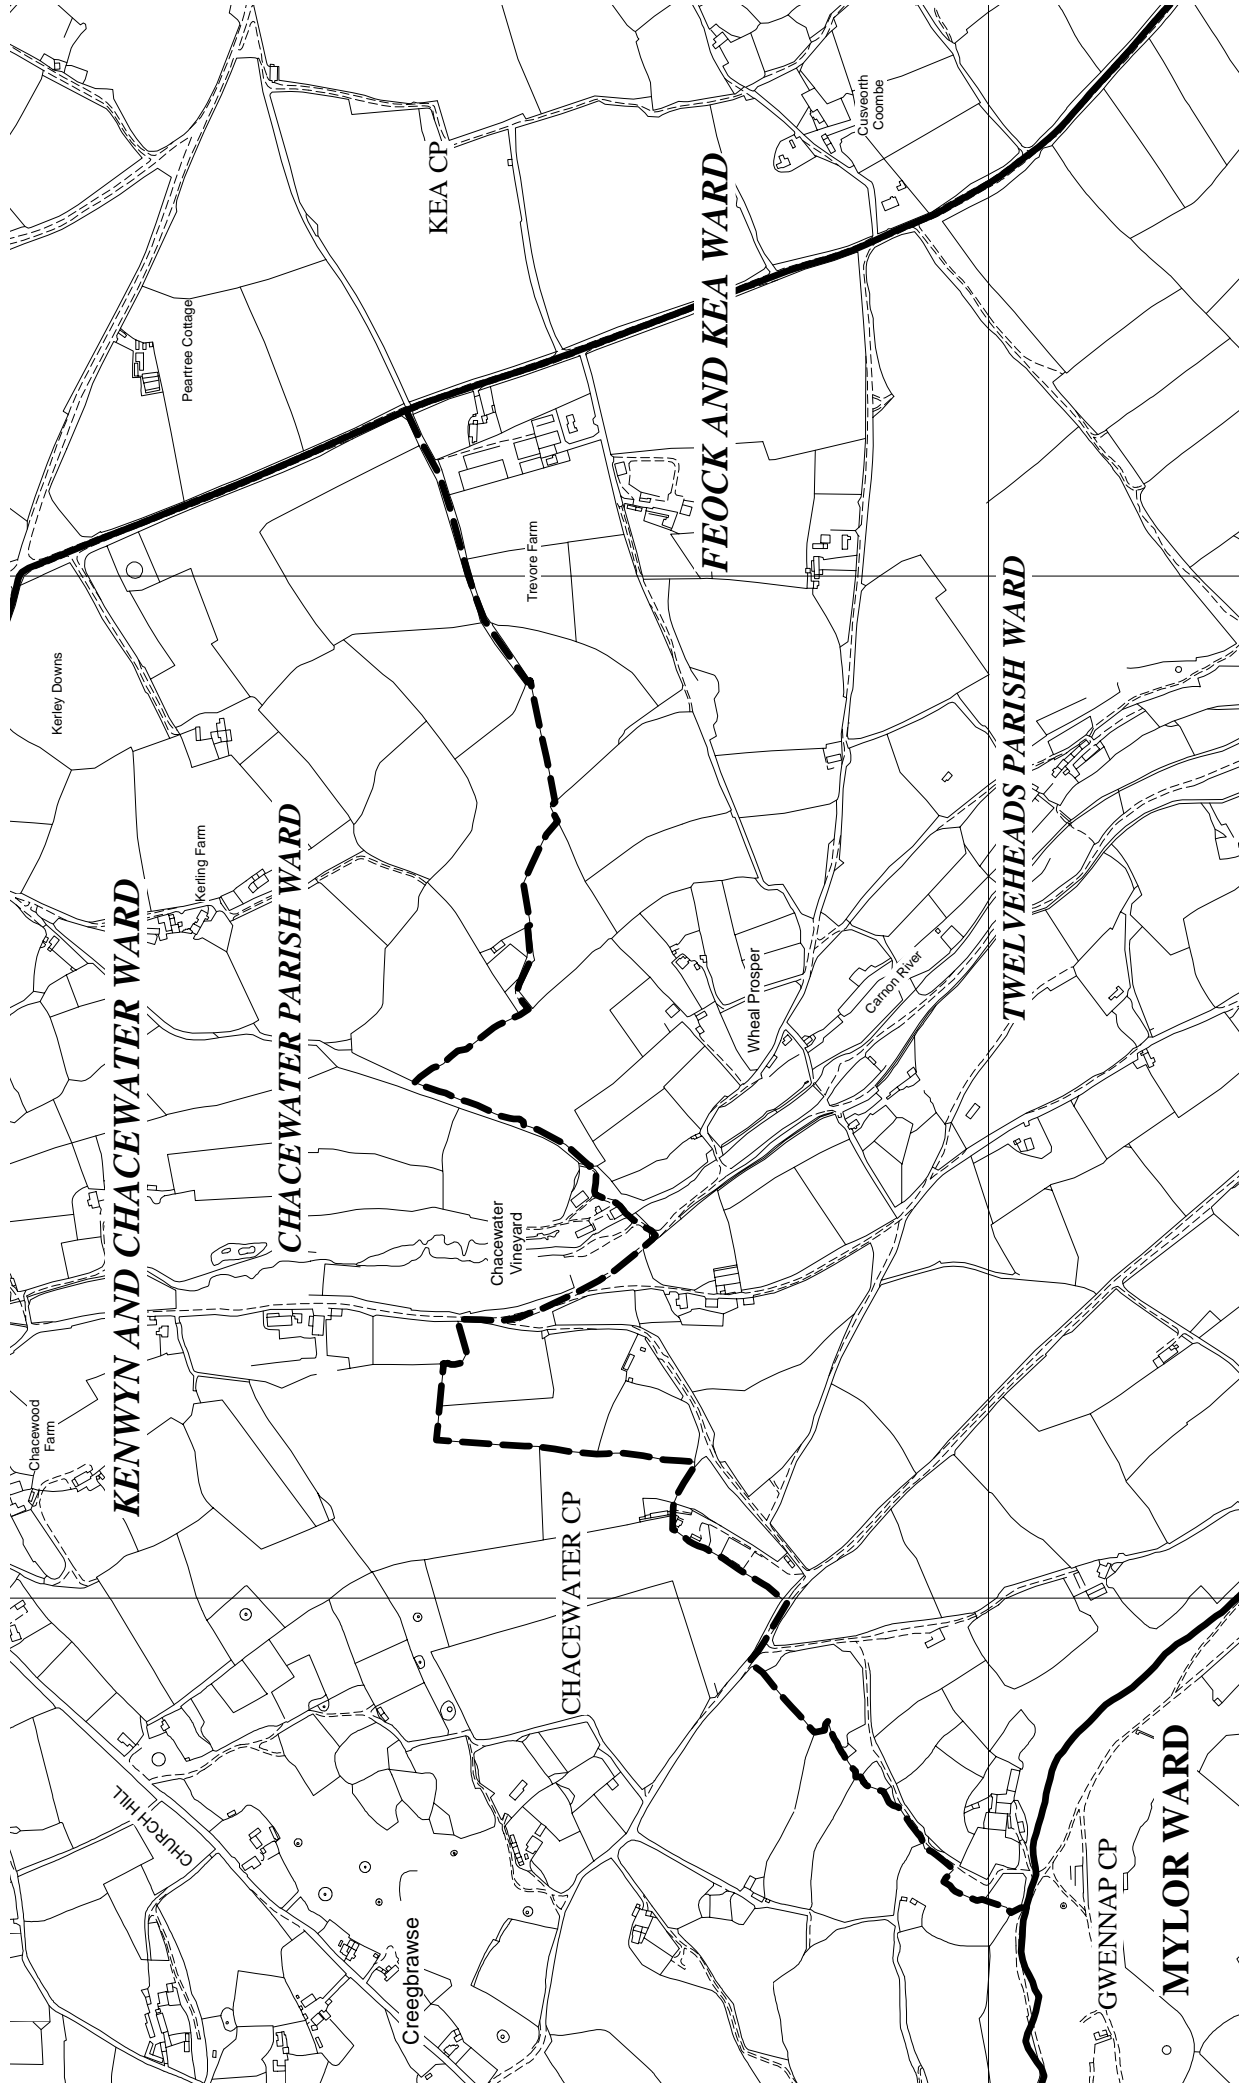 KEA CP
Cusveorth
Coombe
Peartree Cottage
FEOCK AND KEA WARD
Trevore Farm
Kerley Downs
Kerling Farm
KENWYN AND CHACEWATER WARD
CHACEWATER PARISH WARD
TWELVEHEADS PARISH WARD
Wheal Prosper
Carnon River
Chacewater
Vineyard
Chacewood
Farm
CHACEWATER CP
CHURCH HILL
Creegbrawse
GWENNAP CP
MYLOR WARD